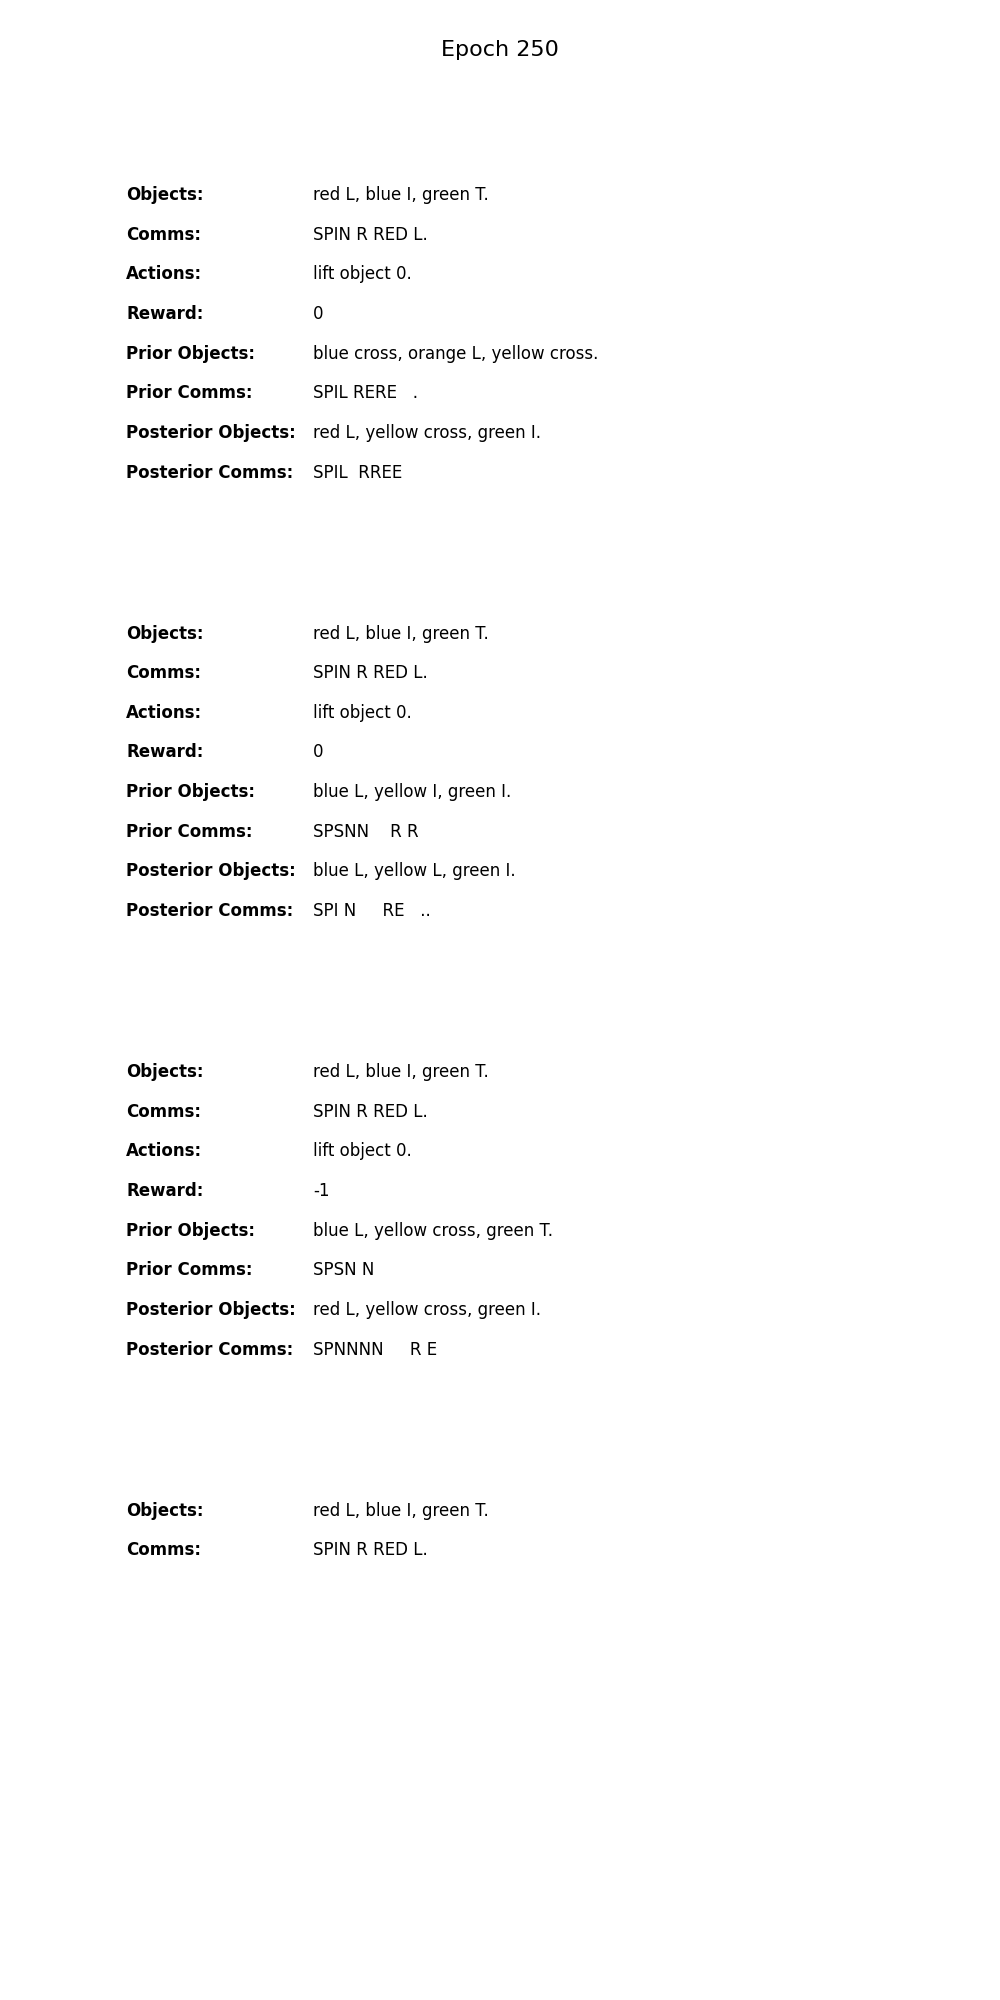 Epoch 250
Objects: red L, blue I, green T.
Comms: SPIN R RED L.
Actions: lift object 0.
Reward: 0
Prior Objects: blue cross, orange L, yellow cross.
Prior Comms: SPIL RERE   .
Posterior Objects: red L, yellow cross, green I.
Posterior Comms: SPIL  RREE
Objects: red L, blue I, green T.
Comms: SPIN R RED L.
Actions: lift object 0.
Reward: 0
Prior Objects: blue L, yellow I, green I.
Prior Comms: SPSNN    R R
Posterior Objects: blue L, yellow L, green I.
Posterior Comms: SPI N     RE   ..
Objects: red L, blue I, green T.
Comms: SPIN R RED L.
Actions: lift object 0.
Reward: -1
Prior Objects: blue L, yellow cross, green T.
Prior Comms: SPSN N
Posterior Objects: red L, yellow cross, green I.
Posterior Comms: SPNNNN     R E
Objects: red L, blue I, green T.
Comms: SPIN R RED L.